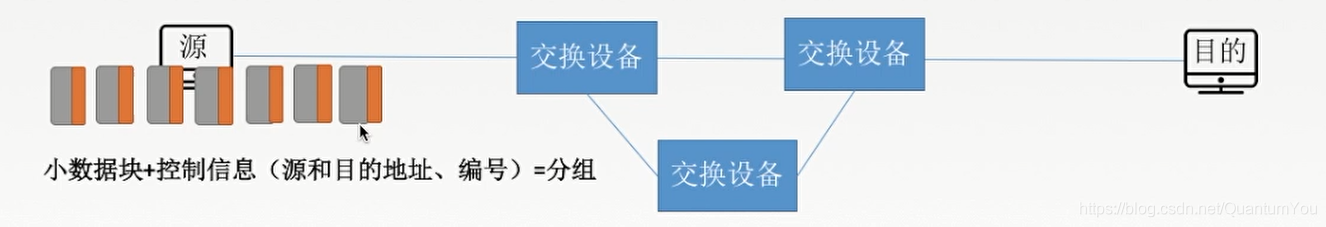 源
交换设备
交换设备
目的
交换设备
小数据块+控制信息（源和目的地址、编号）=分组
https://blog.csdn.net/QuantumYou